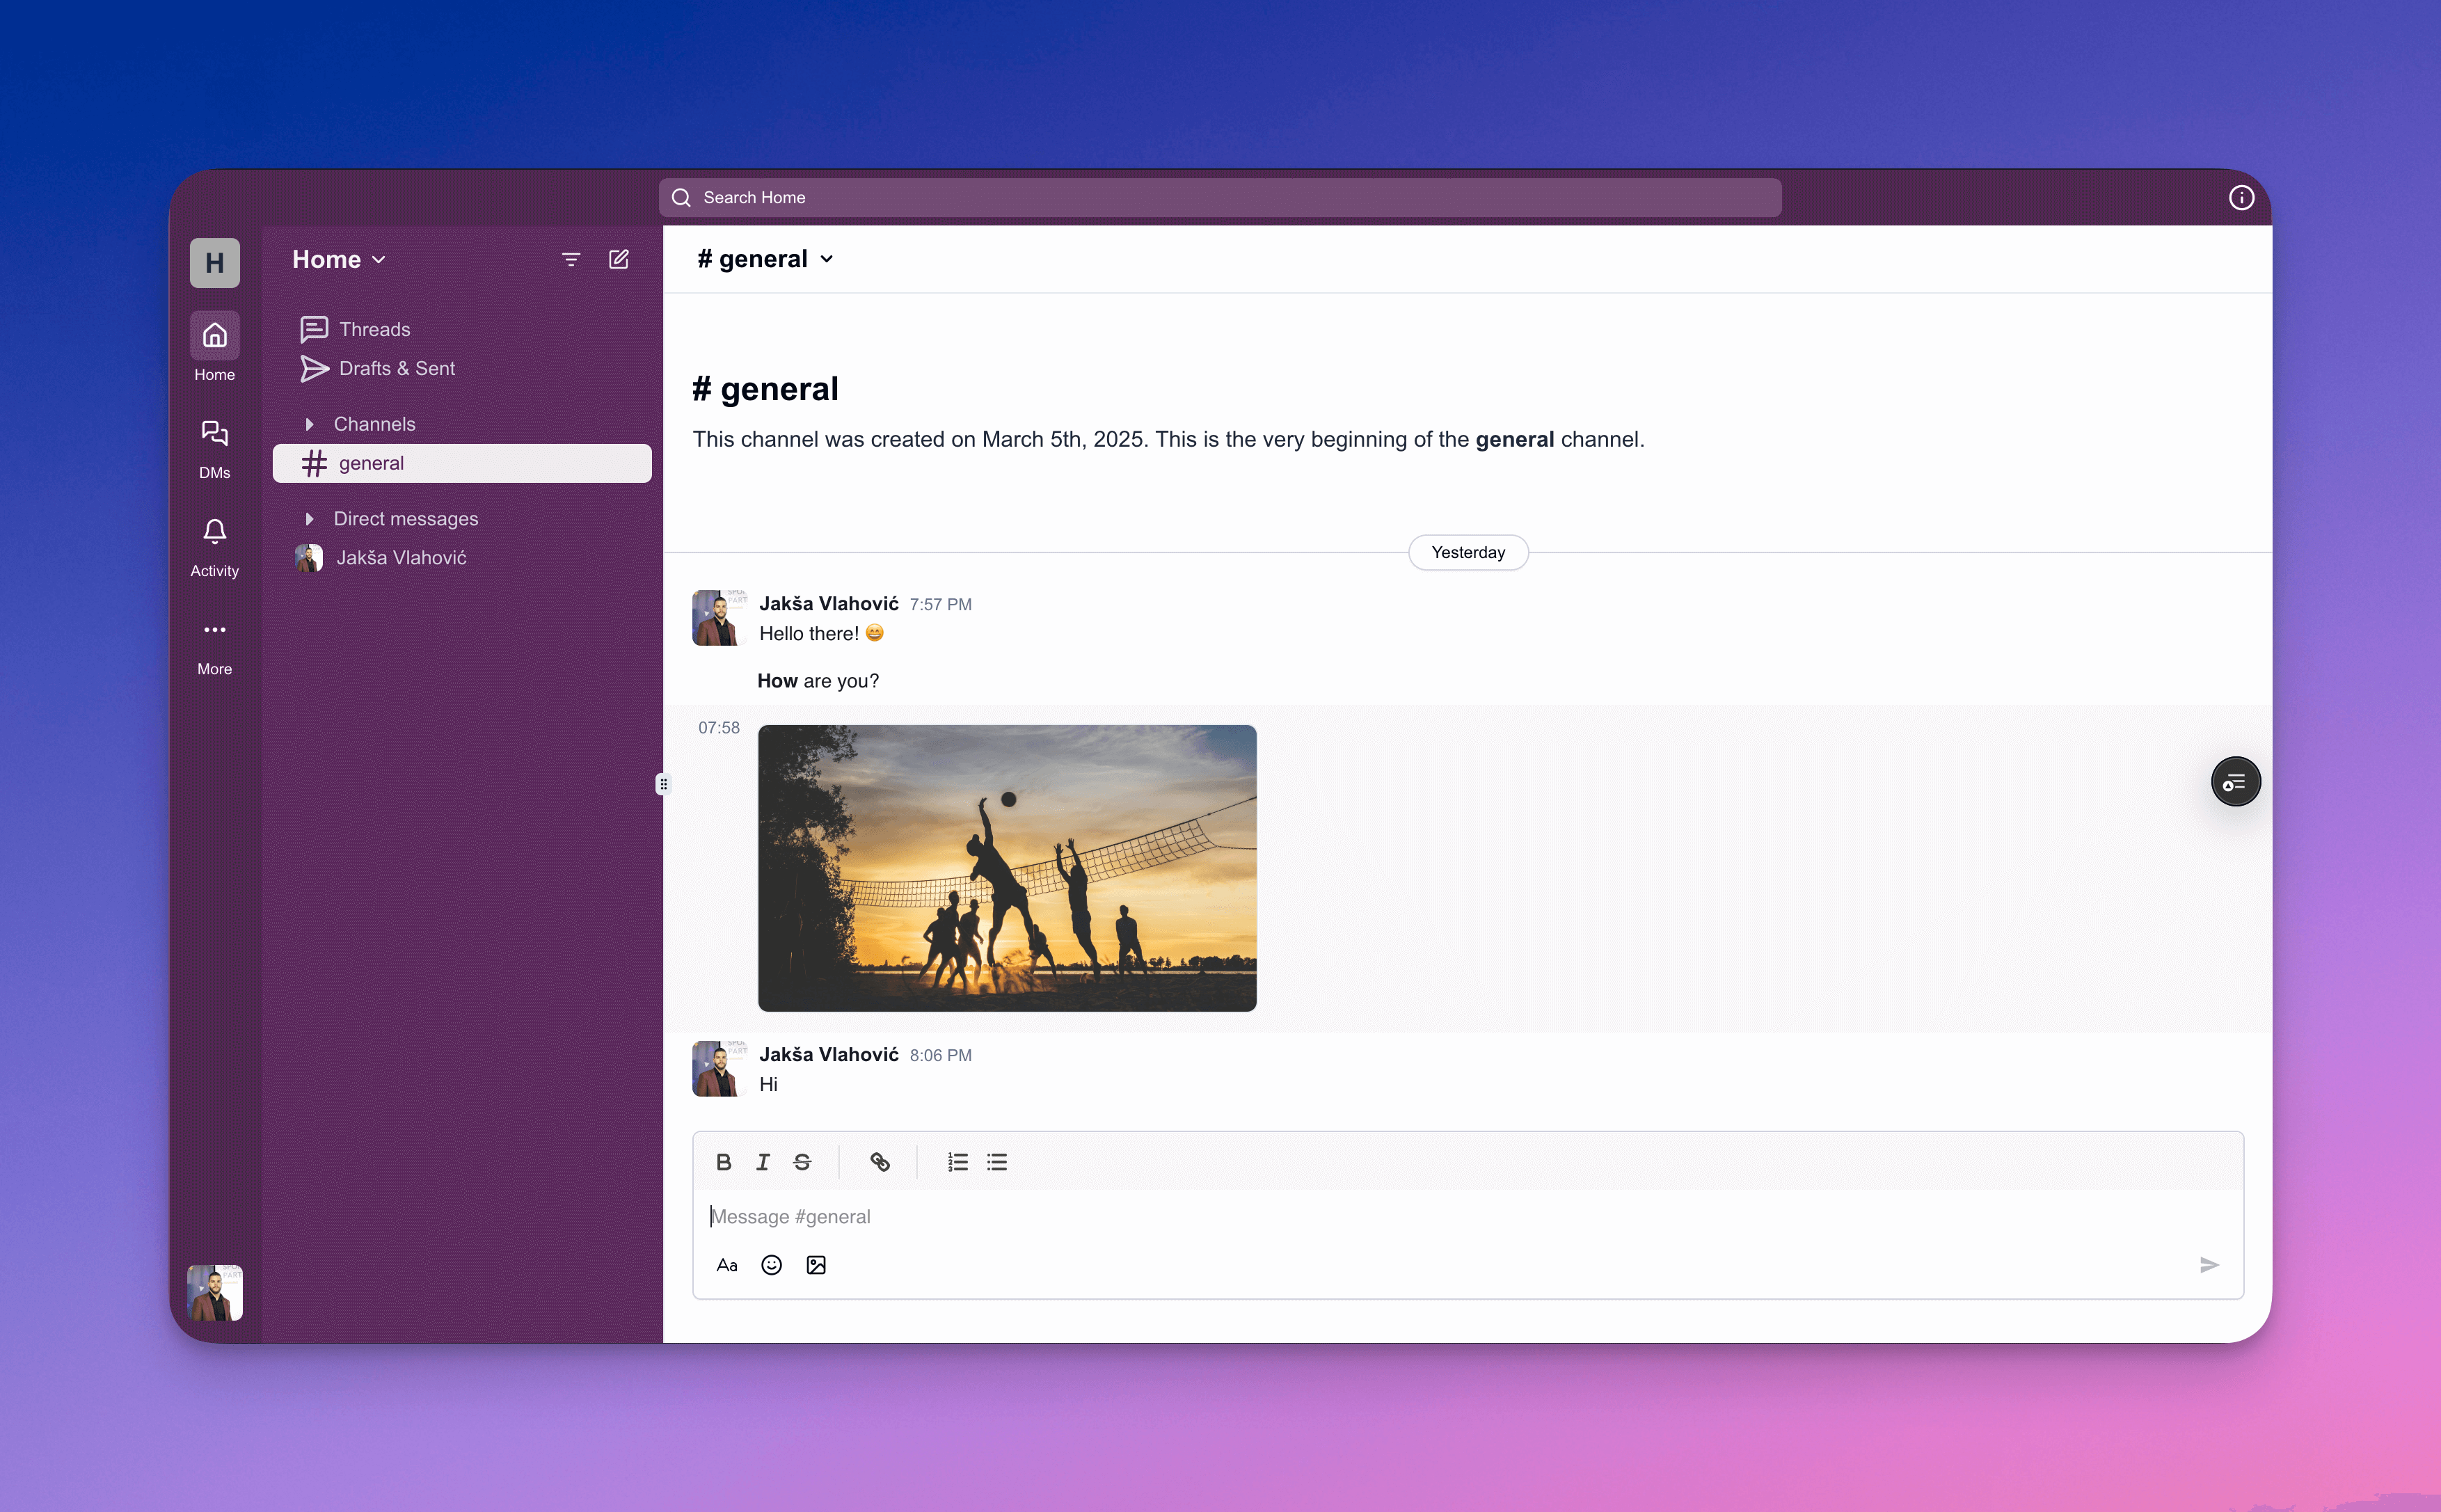 Search Home
H
Home
DMs
Activity
More
Home
Threads
Drafts & Sent
Channels
# general
Direct messages
Jakša Vlahović
# general
# general
This channel was created on March 5th, 2025. This is the very beginning of the general channel.
Yesterday
Jakša Vlahović 7:57 PM
Hello there! 😄
How are you?
07:58
Jakša Vlahović 8:06 PM
Hi
B I S
Message #general
Aa